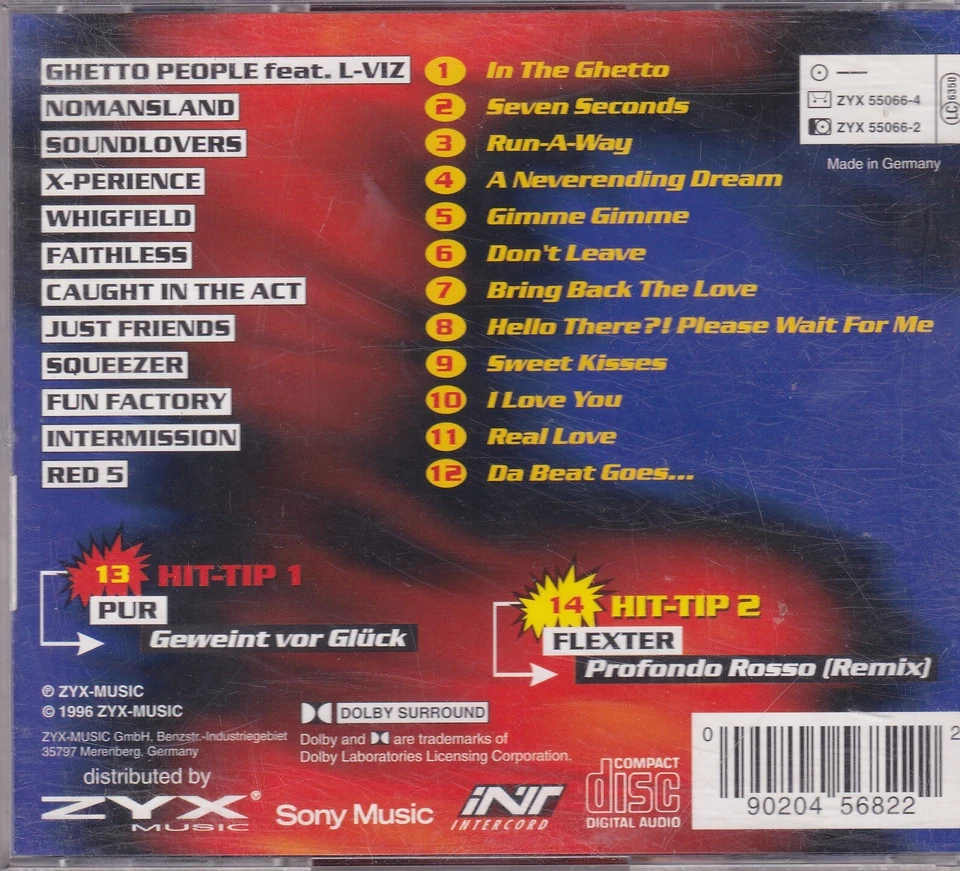 GHETTO PEOPLE feat. L-VIZ 1 In The Ghetto
NOMANSLAND 2 Seven Seconds
SOUNDLOVERS 3 Run-A-Way
X-PERIENCE 4 A Neverending Dream
WHIGFIELD 5 Gimme Gimme
FAITHLESS 6 Don't Leave
CAUGHT IN THE ACT 7 Bring Back The Love
JUST FRIENDS 8 Hello There?! Please Wait For Me
SQUEEZER 9 Sweet Kisses
FUN FACTORY 10 I Love You
INTERMISSION 11 Real Love
RED 5 12 Da Beat Goes...
ZYX 55066-4
ZYX 55066-2
LC 6350
Made in Germany
13 HIT-TIP 1
PUR
Geweint vor Glück
14 HIT-TIP 2
FLEXTER
Profondo Rosso (Remix)
℗ ZYX-MUSIC
© 1996 ZYX-MUSIC
ZYX-MUSIC GmbH, Benzstr.-Industriegebiet
35797 Merenberg, Germany
distributed by
ZYX®
MUSIC
Sony Music
INT
INTERCORD
DOLBY SURROUND
Dolby and are trademarks of
Dolby Laboratories Licensing Corporation.
COMPACT
disc
DIGITAL AUDIO
0 90204 56822 2